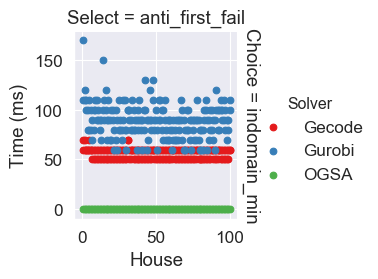 Select = anti_first_fail
Choice = indomain_min
Time (ms)
150
100
50
0
0
50
100
House
Solver
Gecode
Gurobi
OGSA